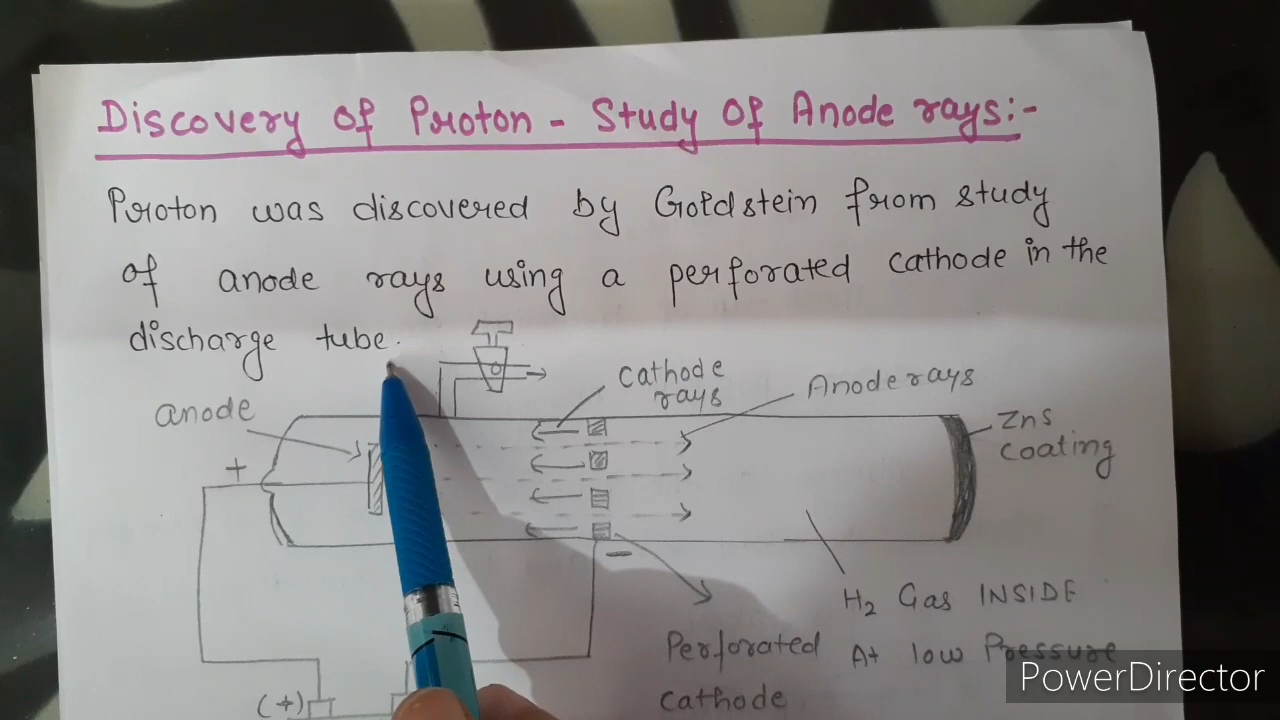 Discovery of Proton - Study Of Anode rays:-
Proton was discovered by Goldstein from study
of anode rays using a perforated cathode in the
discharge tube.
cathode
rays
Anode rays
anode
ZnS
coating
+
-
H2 Gas INSIDE
At low Pressure
Perforated
cathode
(+)
PowerDirector